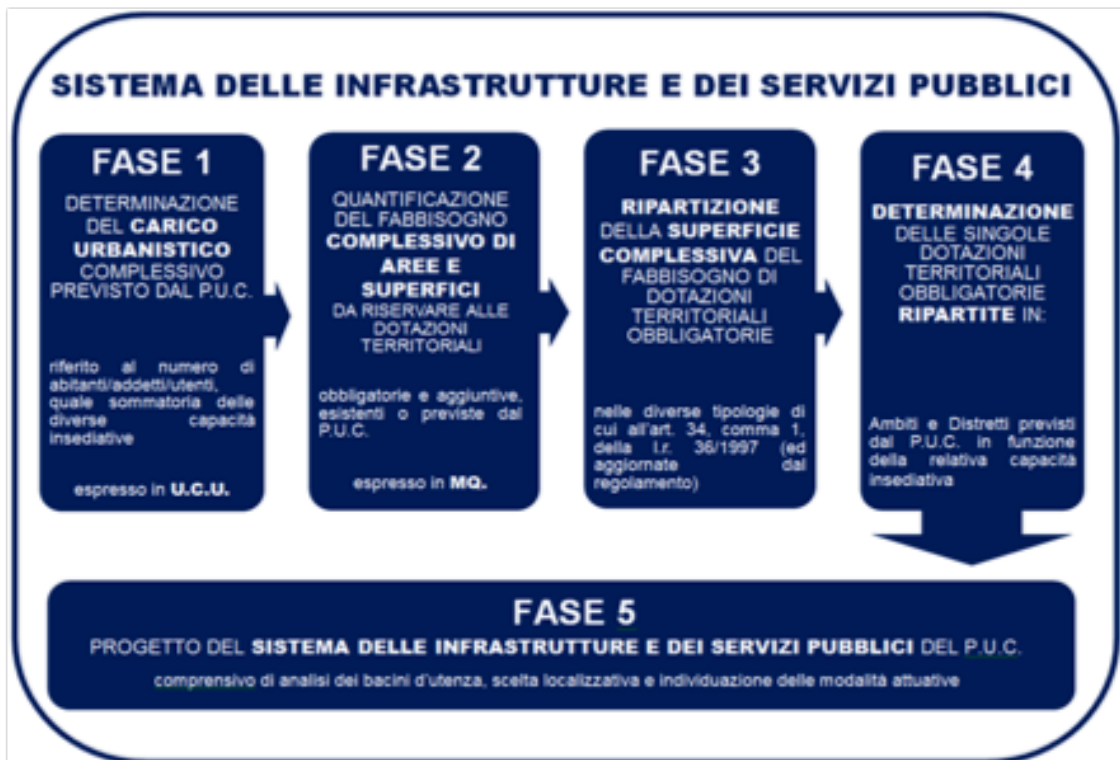 SISTEMA DELLE INFRASTRUTTURE E DEI SERVIZI PUBBLICI
FASE 1
DETERMINAZIONE
DEL CARICO
URBANISTICO
COMPLESSIVO
PREVISTO DAL P.U.C.
riferito al numero di
abitanti/addetti/utenti,
quale sommatoria delle
diverse capacità
insediative
espresso in U.C.U.
FASE 2
QUANTIFICAZIONE
DEL FABBISOGNO
COMPLESSIVO DI
AREE E
SUPERFICI
DA RISERVARE ALLE
DOTAZIONI
TERRITORIALI
obbligatorie e aggiuntive,
esistenti o previste dal
P.U.C.
espresso in MQ.
FASE 3
RIPARTIZIONE
DELLA SUPERFICIE
COMPLESSIVA DEL
FABBISOGNO DI
DOTAZIONI
TERRITORIALI
OBBLIGATORIE
nelle diverse tipologie di
cui all'art. 34, comma 1,
della l.r. 36/1997 (ed
aggiornate dal
regolamento)
FASE 4
DETERMINAZIONE
DELLE SINGOLE
DOTAZIONI
TERRITORIALI
OBBLIGATORIE
RIPARTITE IN:
Ambiti e Distretti previsti
dal P.U.C. in funzione
della relativa capacità
insediativa
FASE 5
PROGETTO DEL SISTEMA DELLE INFRASTRUTTURE E DEI SERVIZI PUBBLICI DEL P.U.C.
comprensivo di analisi dei bacini d'utenza, scelta localizzativa e individuazione delle modalità attuative